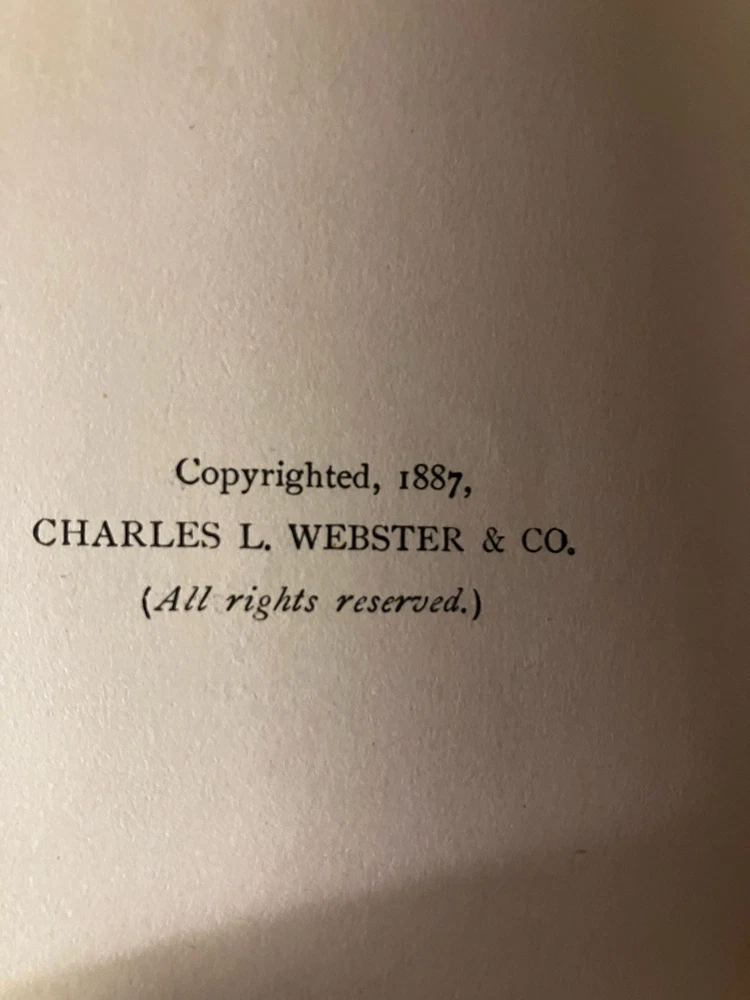 Copyrighted, 1887,
CHARLES L. WEBSTER & CO.
(All rights reserved.)